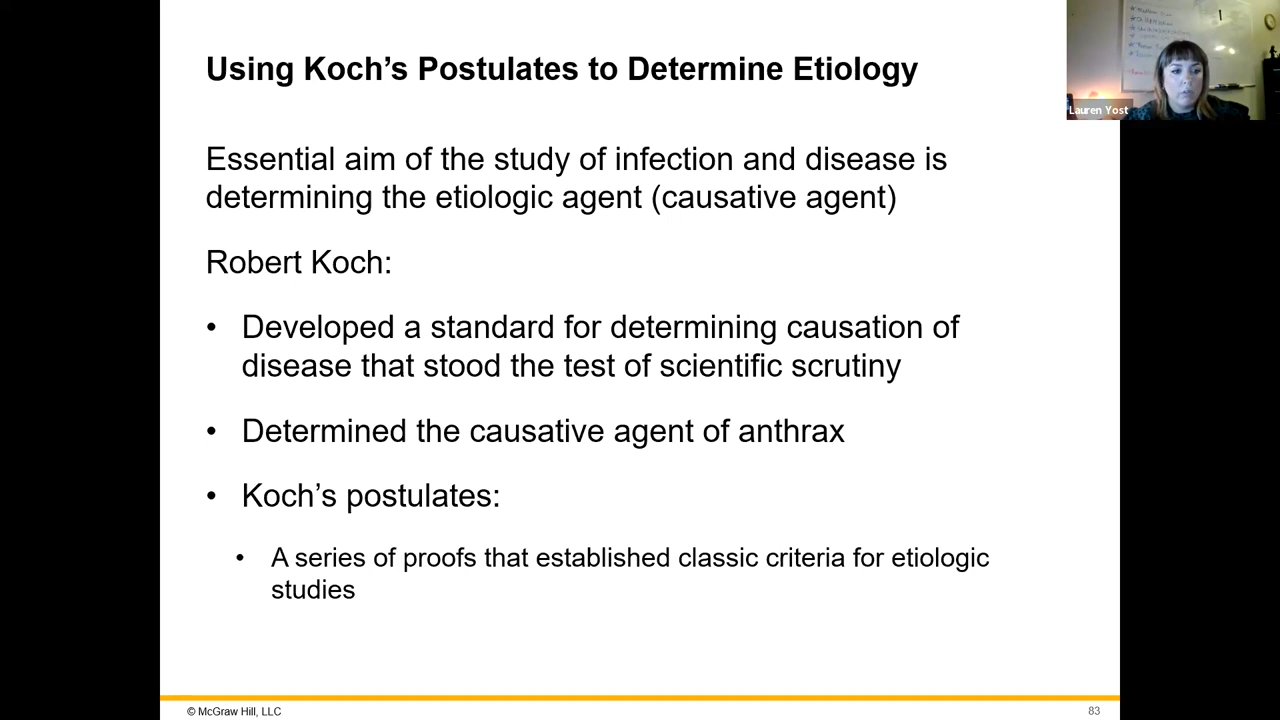 Using Koch’s Postulates to Determine Etiology
Lauren Yost
Essential aim of the study of infection and disease is
determining the etiologic agent (causative agent)
Robert Koch:
• Developed a standard for determining causation of
disease that stood the test of scientific scrutiny
• Determined the causative agent of anthrax
• Koch’s postulates:
• A series of proofs that established classic criteria for etiologic
studies
© McGraw Hill, LLC
83